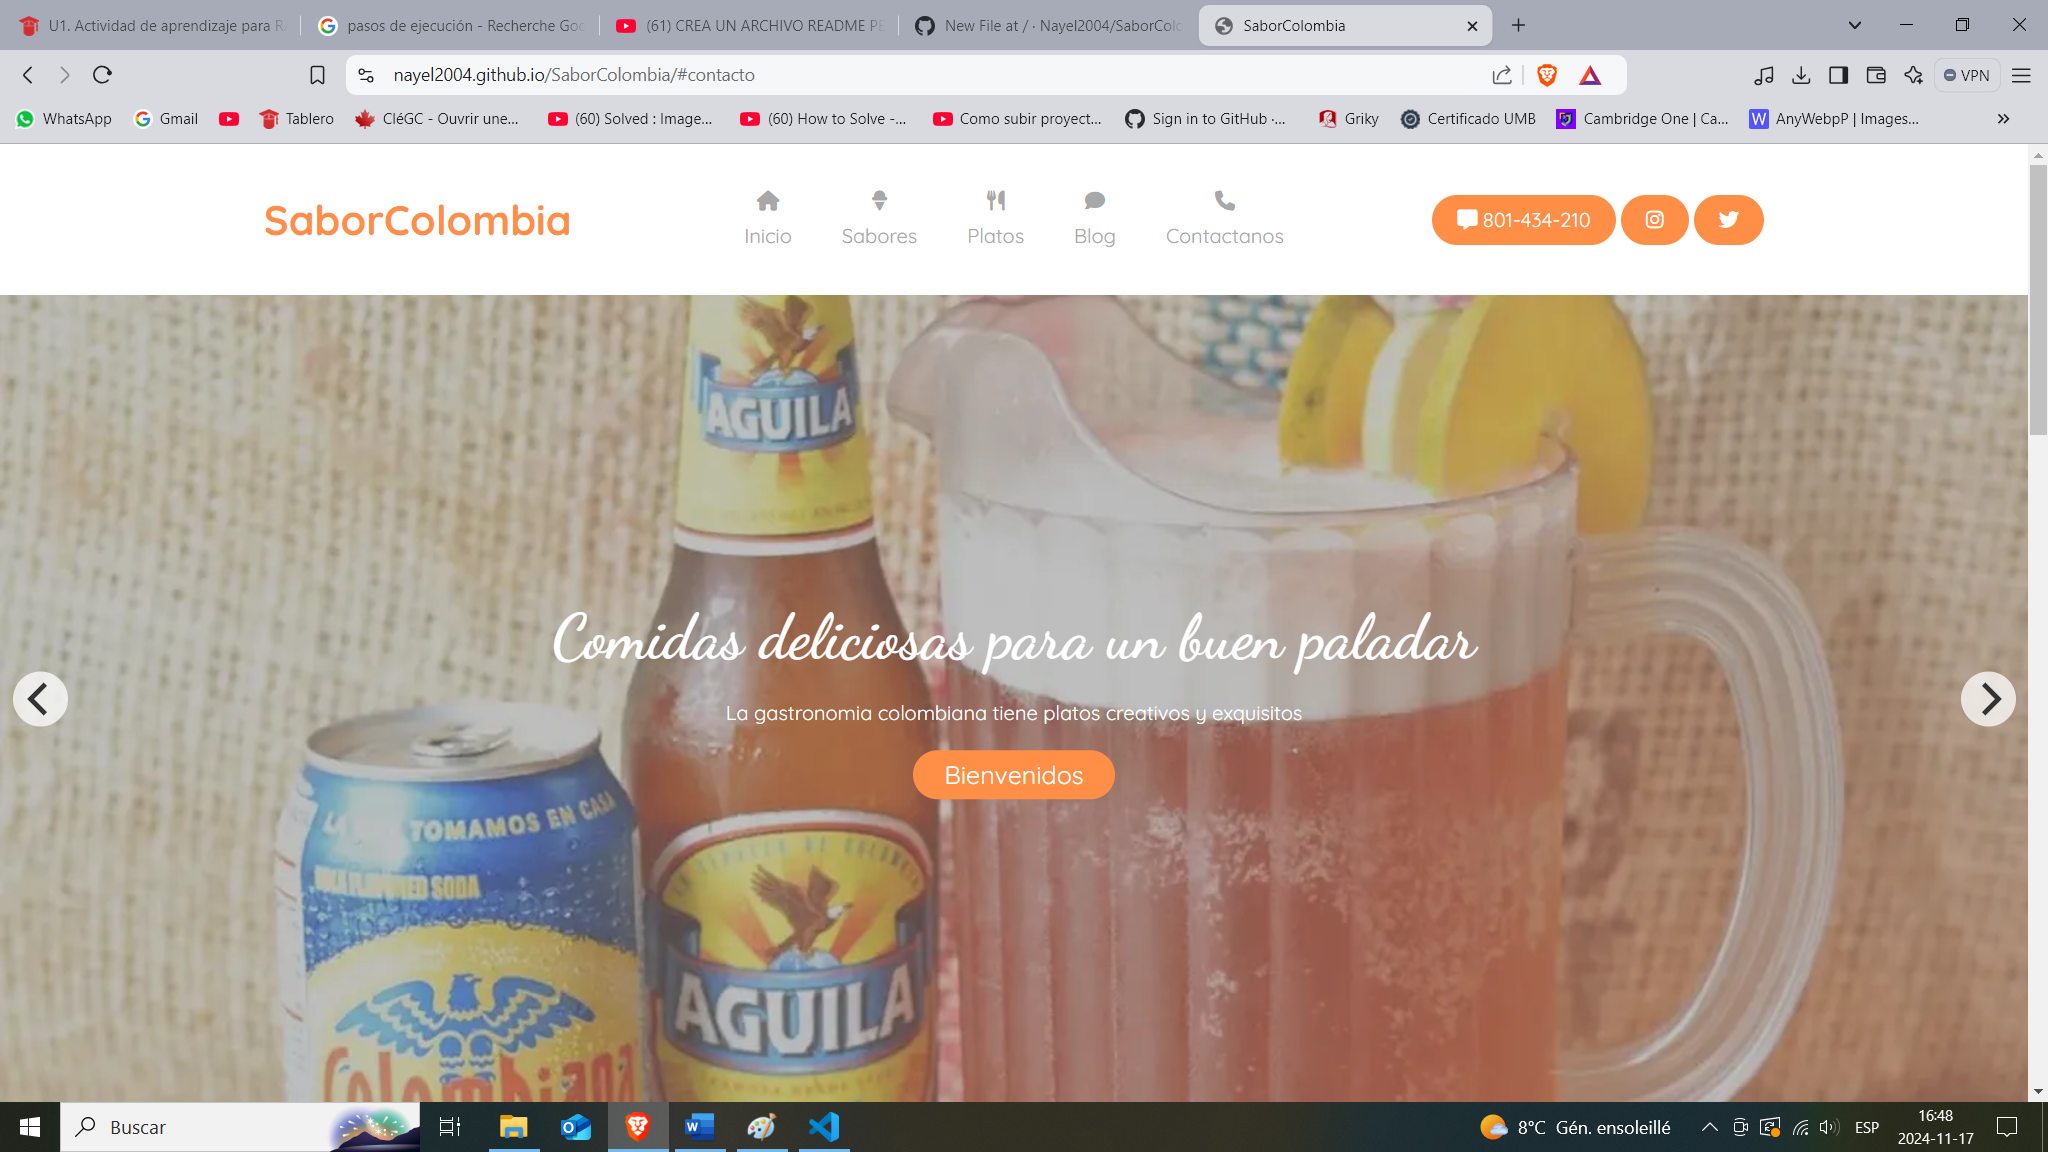 U1. Actividad de aprendizaje para R
pasos de ejecución - Recherche Goo
(61) CREA UN ARCHIVO README PE
New File at / · Nayel2004/SaborColo
SaborColombia
nayel2004.github.io/SaborColombia/#contacto
VPN
WhatsApp
Gmail
Tablero
CléGC - Ouvrir une...
(60) Solved : Image...
(60) How to Solve -...
Como subir proyect...
Sign in to GitHub ·...
Griky
Certificado UMB
Cambridge One | Ca...
W
AnyWebpP | Images...
SaborColombia
Inicio
Sabores
Platos
Blog
Contactanos
801-434-210
AGUILA
Comidas deliciosas para un buen paladar
La gastronomia colombiana tiene platos creativos y exquisitos
Bienvenidos
TOMAMOS EN CASA
FLAVORED SODA
AGUILA
Colombiana
Buscar
8°C Gén. ensoleillé
ESP
16:48
2024-11-17